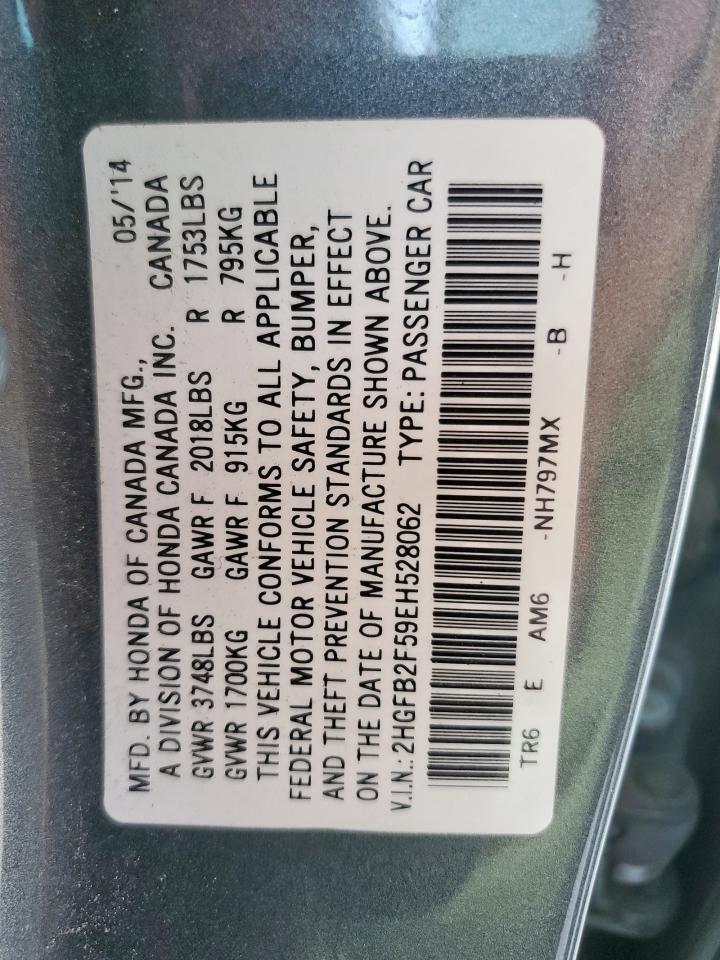 MFD. BY HONDA OF CANADA MFG., 05/'14
A DIVISION OF HONDA CANADA INC. CANADA
GVWR 3748LBS GAWR F 2018LBS R 1753LBS
GVWR 1700KG GAWR F 915KG R 795KG
THIS VEHICLE CONFORMS TO ALL APPLICABLE
FEDERAL MOTOR VEHICLE SAFETY, BUMPER,
AND THEFT PREVENTION STANDARDS IN EFFECT
ON THE DATE OF MANUFACTURE SHOWN ABOVE.
V.I.N.: 2HGFB2F59EH528062 TYPE: PASSENGER CAR
TR6 E AM6 -NH797MX -B -H